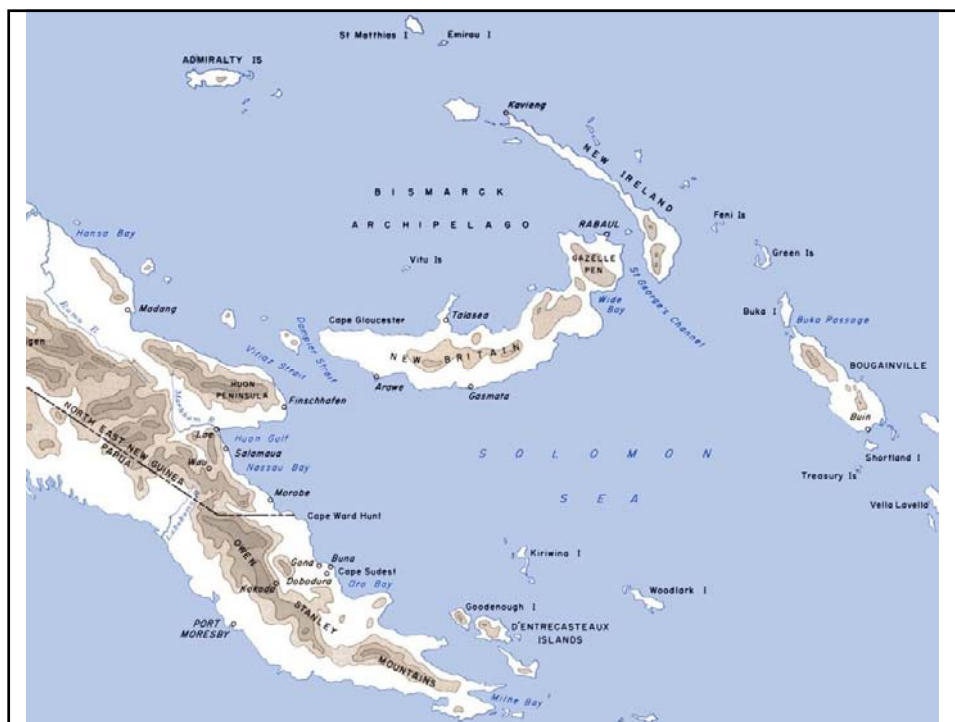 St Matthias I
Emirau I
ADMIRALTY IS
Kavieng
NEW IRELAND
BISMARCK
ARCHIPELAGO
Feni Is
RABAUL
Hansa Bay
GAZELLE
PEN
Green Is
Vitu Is
St George's Channel
Ramu R
Madang
Wide
Bay
Buka I
Buka Passage
Cape Gloucester
Talasea
Dampier Strait
NEW BRITAIN
gen
Vitiaz Strait
BOUGAINVILLE
HUON
PENINSULA
Arawe
Gasmata
Finschhafen
Markham R
Buin
NORTH EAST NEW GUINEA
PAPUA
Lae
Huon Gulf
Salamaua
SOLOMON
SEA
Shortland I
Wau
Nassau Bay
Treasury Is
Morobe
Vella Lavella
Cape Ward Hunt
OWEN
STANLEY
MOUNTAINS
Gona
Buna
Kiriwina I
Cape Sudest
Dobodura
Oro Bay
Kokoda
Woodlark I
Goodenough I
PORT
MORESBY
D'ENTRECASTEAUX
ISLANDS
Milne Bay